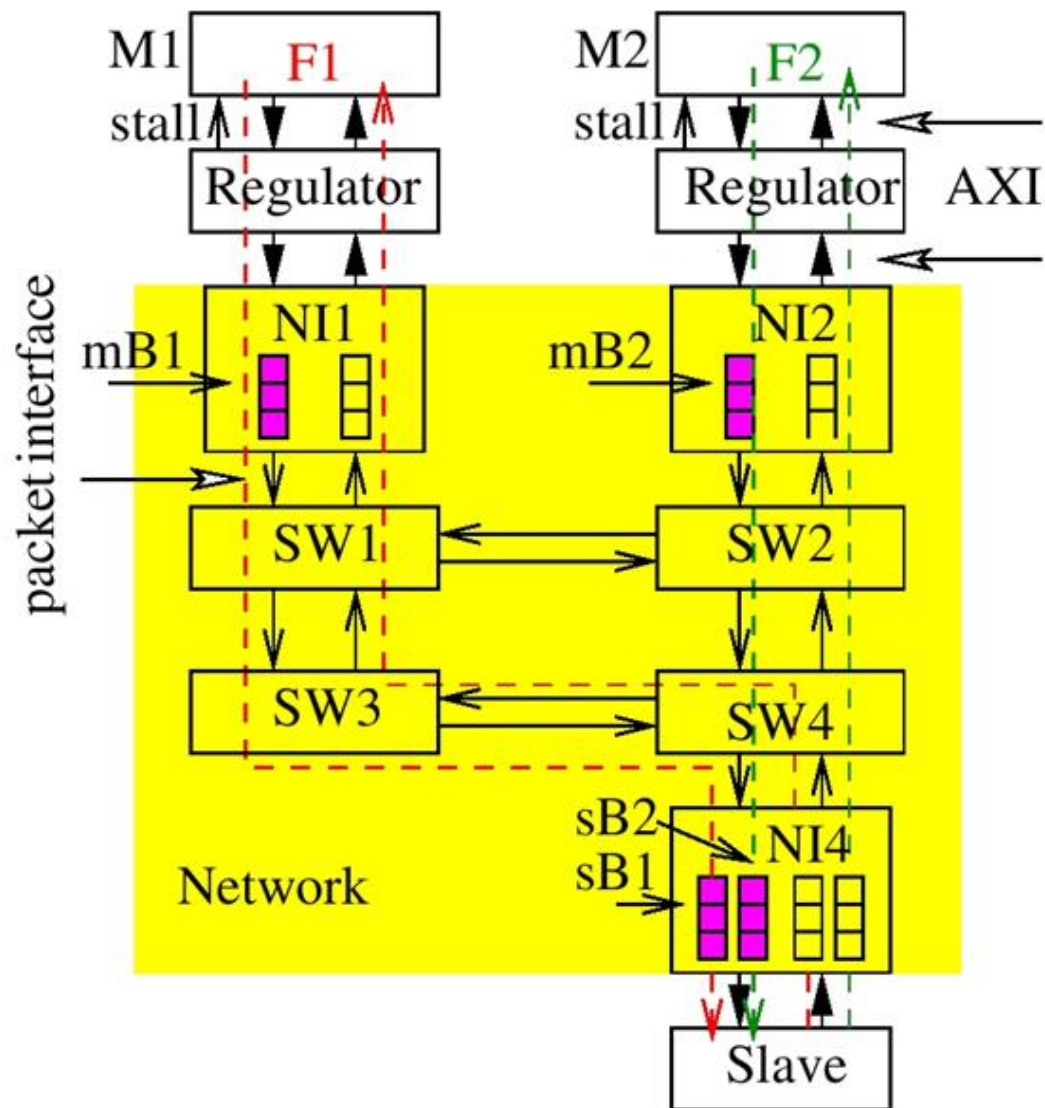 M1 F1 M2 F2
stall stall
Regulator Regulator AXI
packet interface
NI1 NI2
mB1 mB2
SW1 SW2
SW3 SW4
sB2 NI4
sB1
Network
Slave